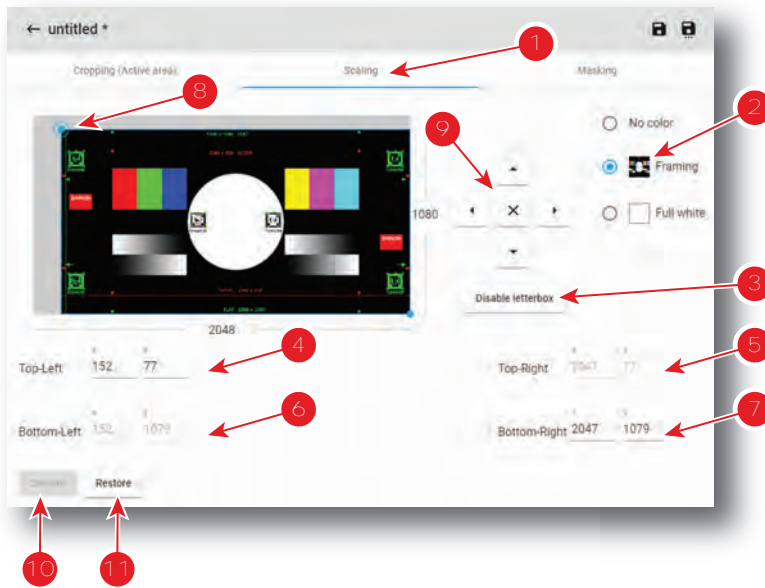 ← untitled *
1
Cropping (Active area)
Scaling
Masking
8
2
9
No color
Framing
Full white
1080
3
Disable letterbox
2048
4
5
Top-Left
152
77
Top-Right
2047
77
6
7
Bottom-Left
152
1079
Bottom-Right
2047
1079
Restore
10
11